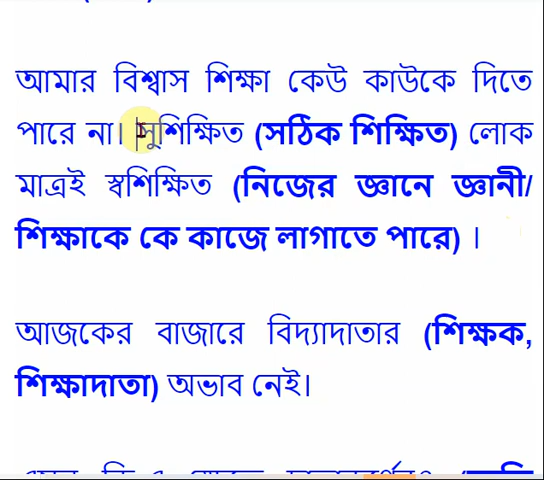 আমার বিশ্বাস শিক্ষা কেউ কাউকে দিতে
পারে না। সুশিক্ষিত (সঠিক শিক্ষিত) লোক
মাত্রই স্বশিক্ষিত (নিজের জ্ঞানে জ্ঞানী/
শিক্ষাকে কে কাজে লাগাতে পারে) ।
আজকের বাজারে বিদ্যাদাতার (শিক্ষক,
শিক্ষাদাতা) অভাব নেই।